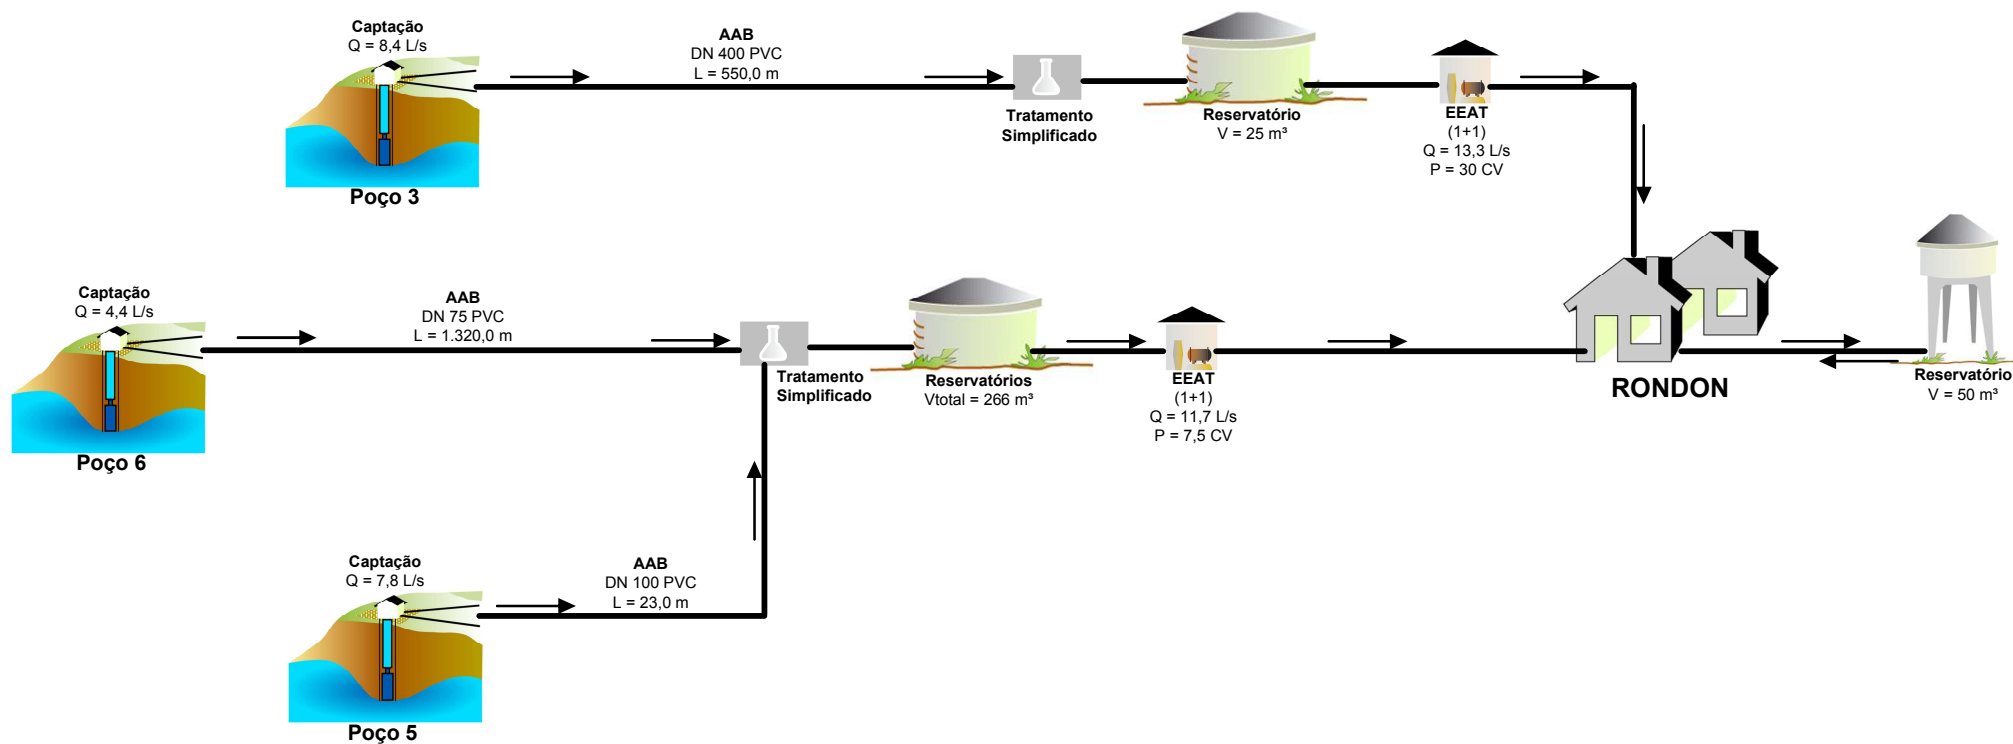 Captação
Q = 8,4 L/s
Poço 3
AAB
DN 400 PVC
L = 550,0 m
Tratamento
Simplificado
Reservatório
V = 25 m³
EEAT
(1+1)
Q = 13,3 L/s
P = 30 CV
Captação
Q = 4,4 L/s
Poço 6
AAB
DN 75 PVC
L = 1.320,0 m
Tratamento
Simplificado
Reservatórios
Vtotal = 266 m³
EEAT
(1+1)
Q = 11,7 L/s
P = 7,5 CV
RONDON
Reservatório
V = 50 m³
Captação
Q = 7,8 L/s
Poço 5
AAB
DN 100 PVC
L = 23,0 m